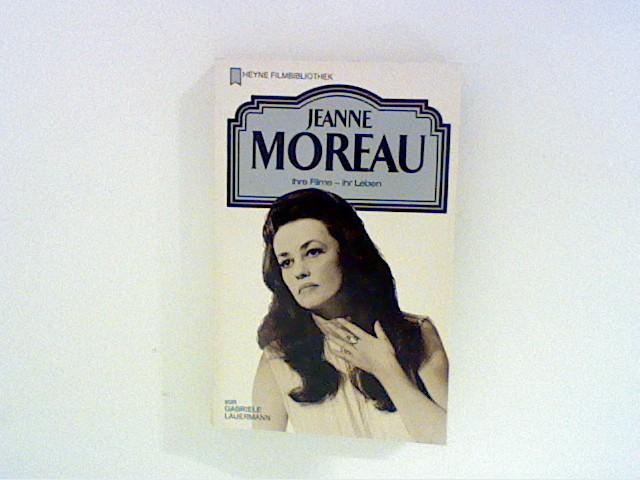 HEYNE FILMBIBLIOTHEK
JEANNE
MOREAU
Ihre Filme – ihr Leben
VON
GABRIELE
LAUERMANN